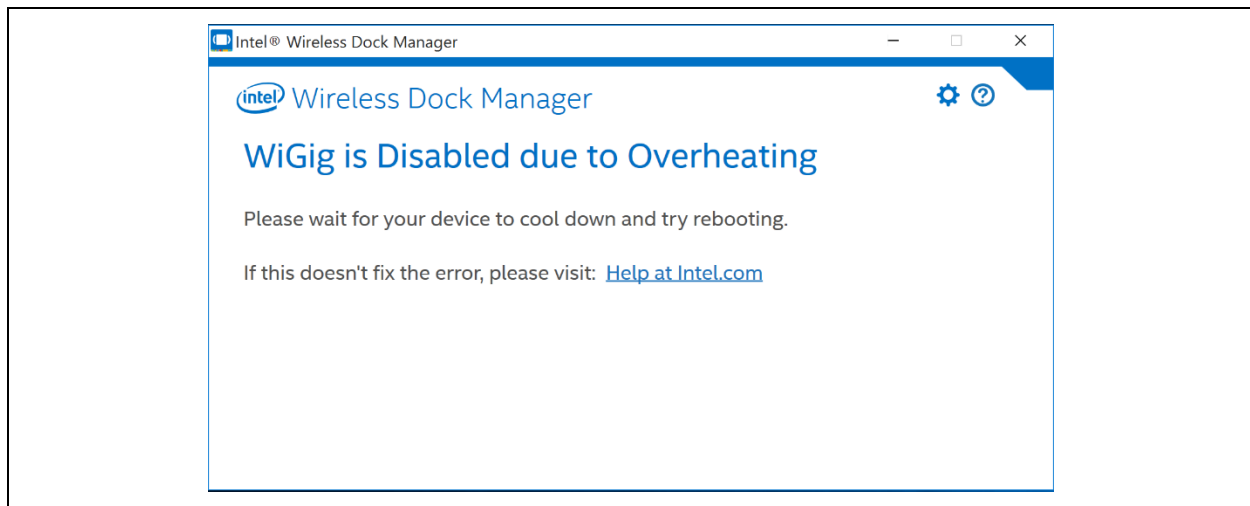 Intel® Wireless Dock Manager
intel Wireless Dock Manager
WiGig is Disabled due to Overheating
Please wait for your device to cool down and try rebooting.
If this doesn't fix the error, please visit: Help at Intel.com